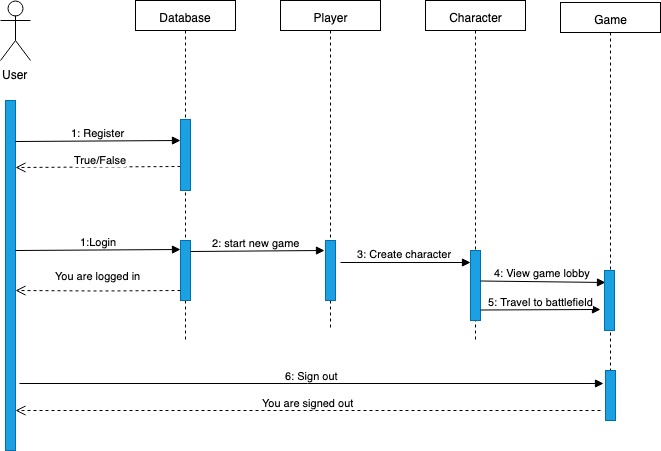 Database
Player
Character
Game
User
1: Register
True/False
1:Login
2: start new game
3: Create character
You are logged in
4: View game lobby
5: Travel to battlefield
6: Sign out
You are signed out